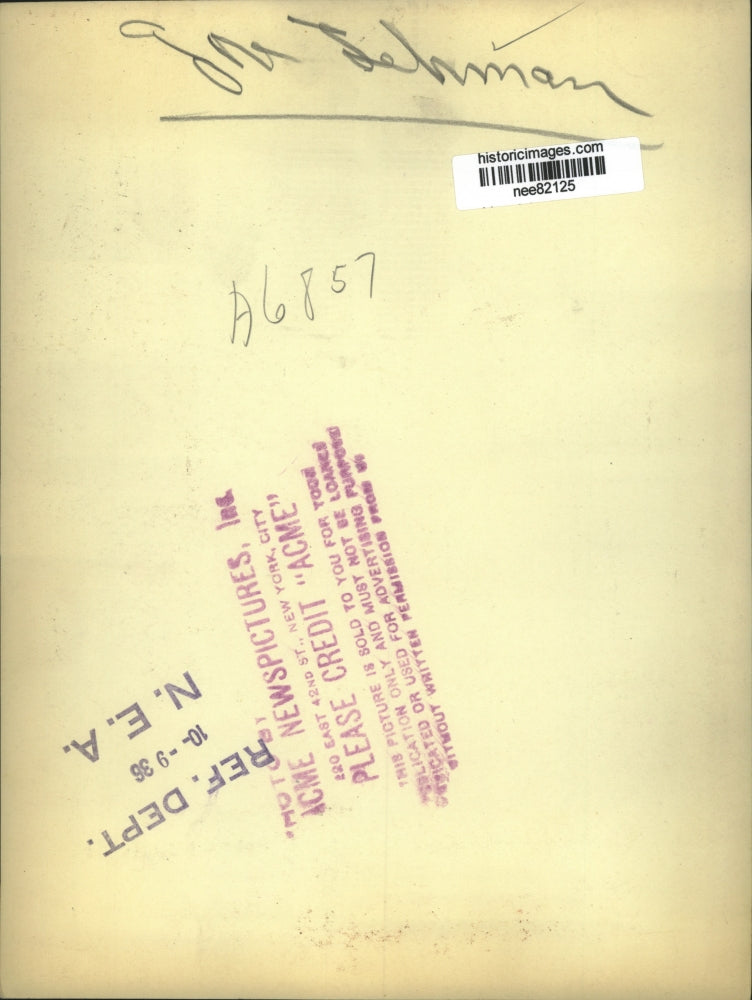 Gov Lehman
historicimages.com
nee82125
A6857
"PHOTO BY
ACME NEWSPICTURES, Inc.
220 EAST 42ND ST., NEW YORK, CITY
PLEASE CREDIT "ACME"
THIS PICTURE IS SOLD TO YOU FOR YOUR
PUBLICATION ONLY AND MUST NOT BE LOANED
SYNDICATED OR USED FOR ADVERTISING PURPOSES
WITHOUT WRITTEN PERMISSION FROM US
REF. DEPT.
10-9 36
N. E. A.